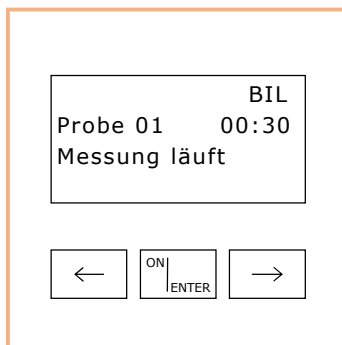 BIL
Probe 01 00:30
Messung läuft
← ON ENTER →